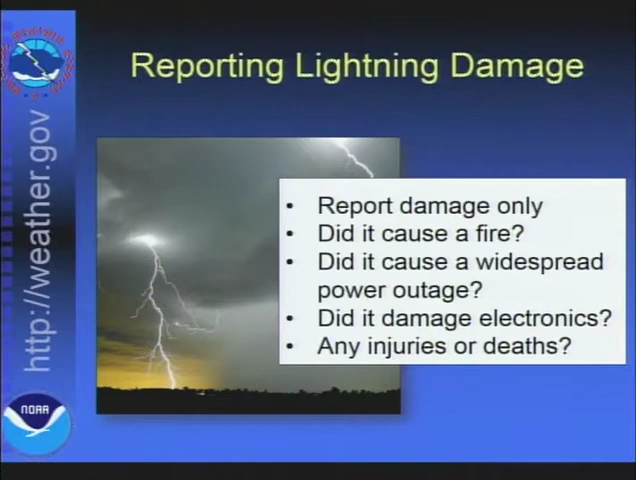 Reporting Lightning Damage
http://weather.gov
• Report damage only
• Did it cause a fire?
• Did it cause a widespread
power outage?
• Did it damage electronics?
• Any injuries or deaths?
NOAA